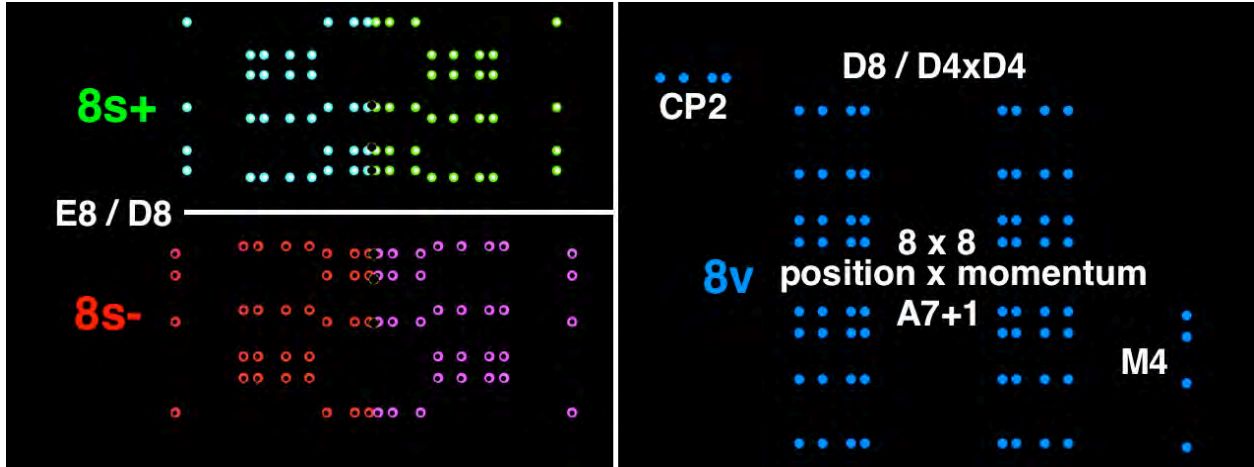 8s+
E8 / D8
8s-
D8 / D4xD4
CP2
8 x 8
8v
position x momentum
A7+1
M4